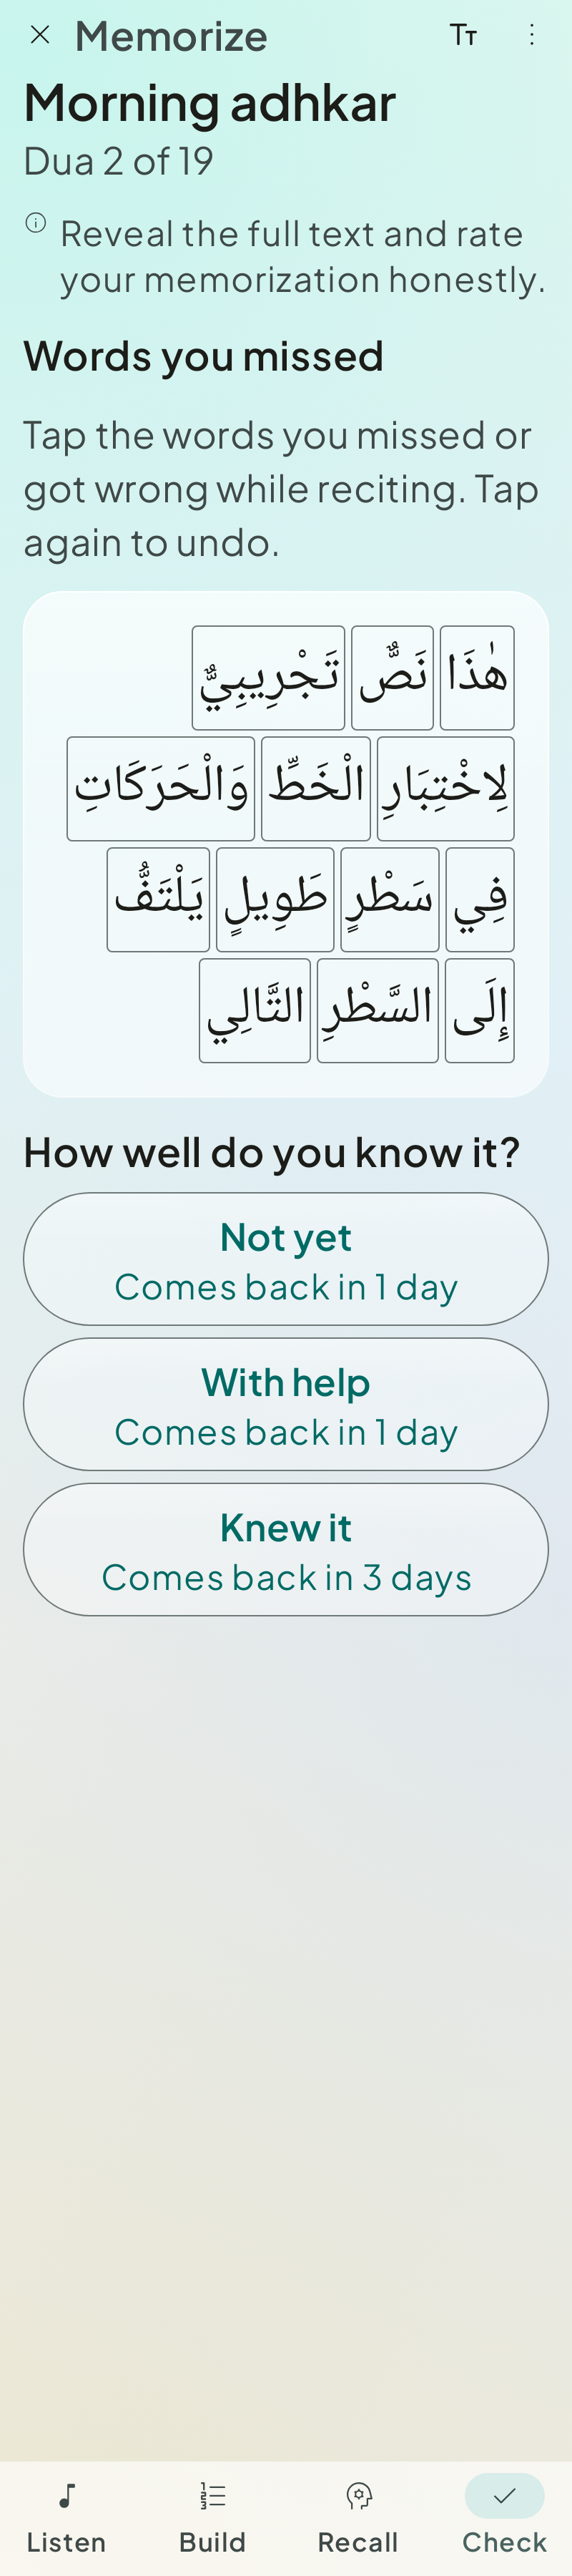 Memorize
Morning adhkar
Dua 2 of 19
Reveal the full text and rate
your memorization honestly.
Words you missed
Tap the words you missed or
got wrong while reciting. Tap
again to undo.
هٰذَا نَصٌّ تَجْرِيبِيٌّ
لِاخْتِبَارِ الْخَطِّ وَالْحَرَكَاتِ
فِي سَطْرٍ طَوِيلٍ يَلْتَفُّ
إِلَى السَّطْرِ التَّالِي
How well do you know it?
Not yet
Comes back in 1 day
With help
Comes back in 1 day
Knew it
Comes back in 3 days
Listen Build Recall Check